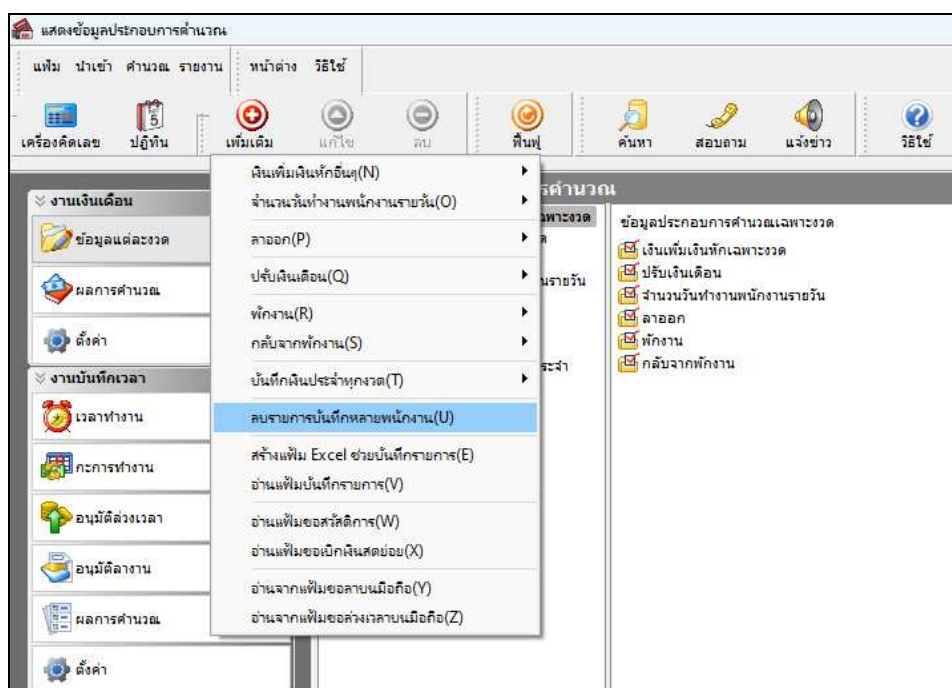 แสดงข้อมูลประกอบการคำนวณ
แฟ้ม นำเข้า คำนวณ รายงาน หน้าต่าง วิธีใช้
เครื่องคิดเลข ปฏิทิน เพิ่มเติม แก้ไข ลบ ฟื้นฟู ค้นหา สอบถาม แจ้งข่าว วิธีใช้
งานเงินเดือน
ข้อมูลแต่ละงวด
ผลการคำนวณ
ตั้งค่า
งานบันทึกเวลา
เวลาทำงาน
กะการทำงาน
อนุมัติล่วงเวลา
อนุมัติลางาน
ผลการคำนวณ
ตั้งค่า
เงินเพิ่มเงินหักอื่นๆ(N)
จำนวนวันทำงานพนักงานรายวัน(O)
ลาออก(P)
ปรับเงินเดือน(Q)
พักงาน(R)
กลับจากพักงาน(S)
บันทึกเงินประจำทุกงวด(T)
ลบรายการบันทึกหลายพนักงาน(U)
สร้างแฟ้ม Excel ช่วยบันทึกรายการ(E)
อ่านแฟ้มบันทึกรายการ(V)
อ่านแฟ้มขอสวัสดิการ(W)
อ่านแฟ้มขอเบิกเงินสดย่อย(X)
อ่านจากแฟ้มขอลาบนมือถือ(Y)
อ่านจากแฟ้มขอล่วงเวลาบนมือถือ(Z)
รคำนวณ
ฉพาะงวด
ด
นรายวัน
ระจำ
ข้อมูลประกอบการคำนวณเฉพาะงวด
เงินเพิ่มเงินหักเฉพาะงวด
ปรับเงินเดือน
จำนวนวันทำงานพนักงานรายวัน
ลาออก
พักงาน
กลับจากพักงาน